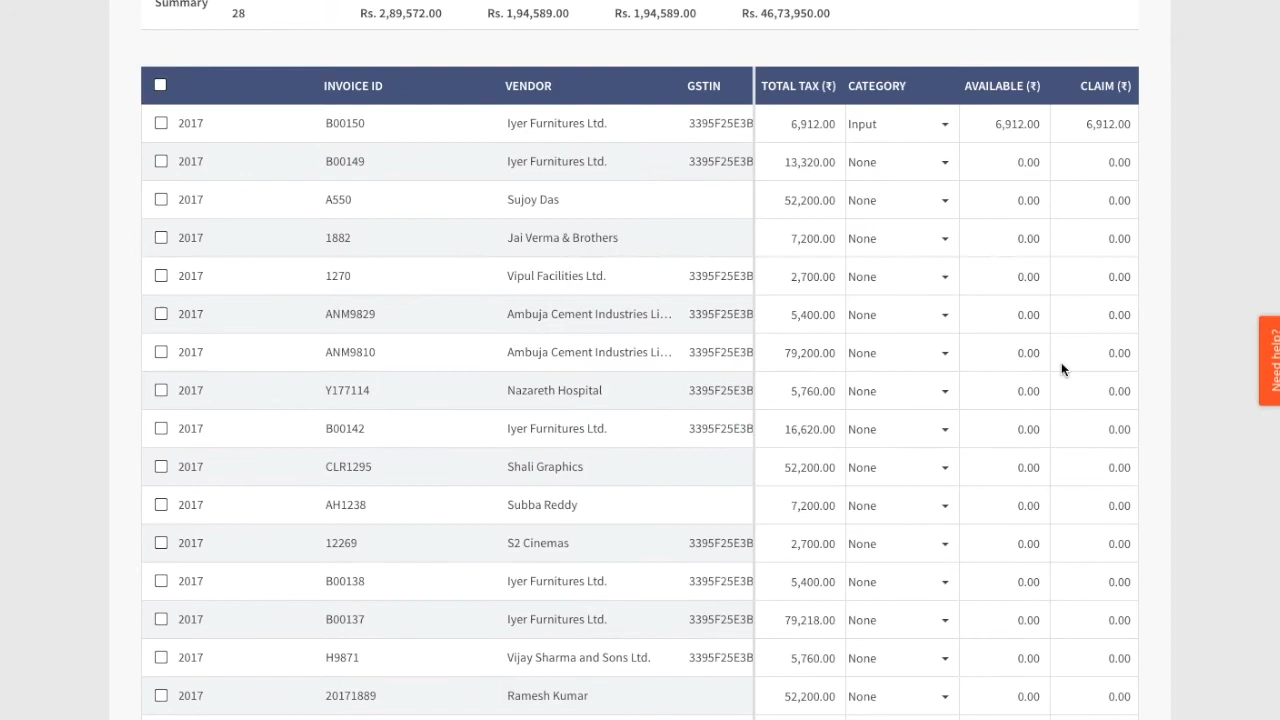 Summary
28 Rs. 2,89,572.00 Rs. 1,94,589.00 Rs. 1,94,589.00 Rs. 46,73,950.00
INVOICE ID VENDOR GSTIN TOTAL TAX (₹) CATEGORY AVAILABLE (₹) CLAIM (₹)
2017 B00150 Iyer Furnitures Ltd. 3395F25E3B 6,912.00 Input 6,912.00 6,912.00
2017 B00149 Iyer Furnitures Ltd. 3395F25E3B 13,320.00 None 0.00 0.00
2017 A550 Sujoy Das 52,200.00 None 0.00 0.00
2017 1882 Jai Verma & Brothers 7,200.00 None 0.00 0.00
2017 1270 Vipul Facilities Ltd. 3395F25E3B 2,700.00 None 0.00 0.00
2017 ANM9829 Ambuja Cement Industries Li... 3395F25E3B 5,400.00 None 0.00 0.00
2017 ANM9810 Ambuja Cement Industries Li... 3395F25E3B 79,200.00 None 0.00 0.00
2017 Y177114 Nazareth Hospital 3395F25E3B 5,760.00 None 0.00 0.00
2017 B00142 Iyer Furnitures Ltd. 3395F25E3B 16,620.00 None 0.00 0.00
2017 CLR1295 Shali Graphics 52,200.00 None 0.00 0.00
2017 AH1238 Subba Reddy 7,200.00 None 0.00 0.00
2017 12269 S2 Cinemas 3395F25E3B 2,700.00 None 0.00 0.00
2017 B00138 Iyer Furnitures Ltd. 3395F25E3B 5,400.00 None 0.00 0.00
2017 B00137 Iyer Furnitures Ltd. 3395F25E3B 79,218.00 None 0.00 0.00
2017 H9871 Vijay Sharma and Sons Ltd. 3395F25E3B 5,760.00 None 0.00 0.00
2017 20171889 Ramesh Kumar 52,200.00 None 0.00 0.00
Need help?